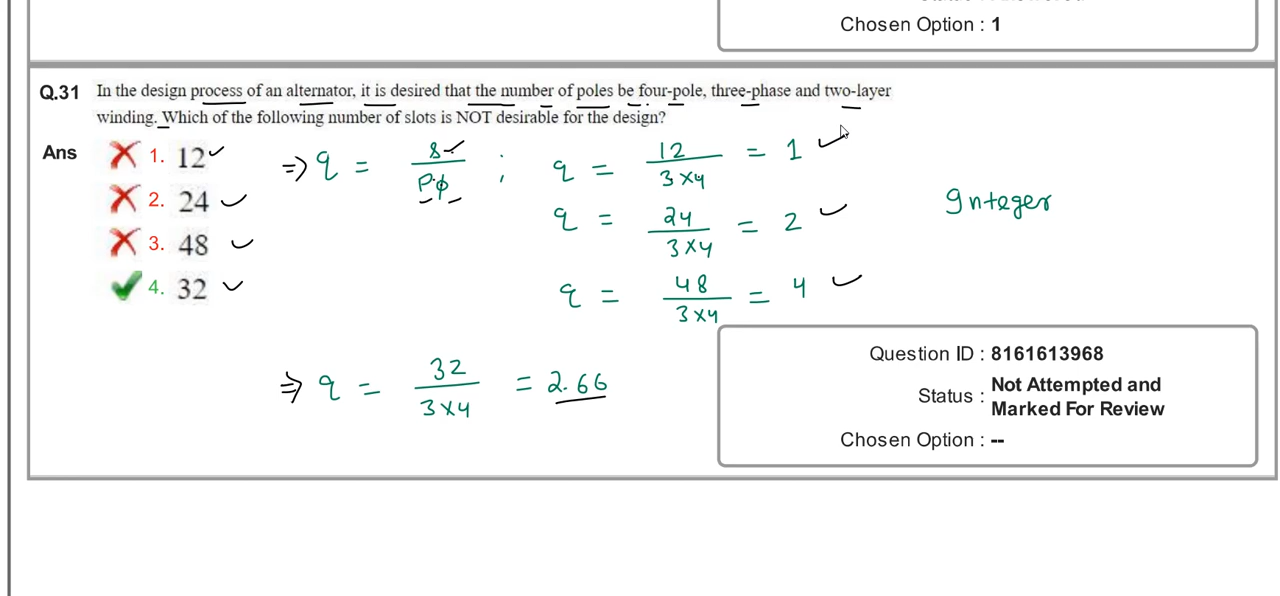 Chosen Option : 1
Q.31 In the design process of an alternator, it is desired that the number of poles be four-pole, three-phase and two-layer
winding. Which of the following number of slots is NOT desirable for the design?
Ans 1. 12
2. 24
3. 48
4. 32
⇒ q = s / P.ϕ ; q = 12 / 3×4 = 1
q = 24 / 3×4 = 2
q = 48 / 3×4 = 4
Integer
⇒ q = 32 / 3×4 = 2.66
Question ID : 8161613968
Status : Not Attempted and
Marked For Review
Chosen Option : --